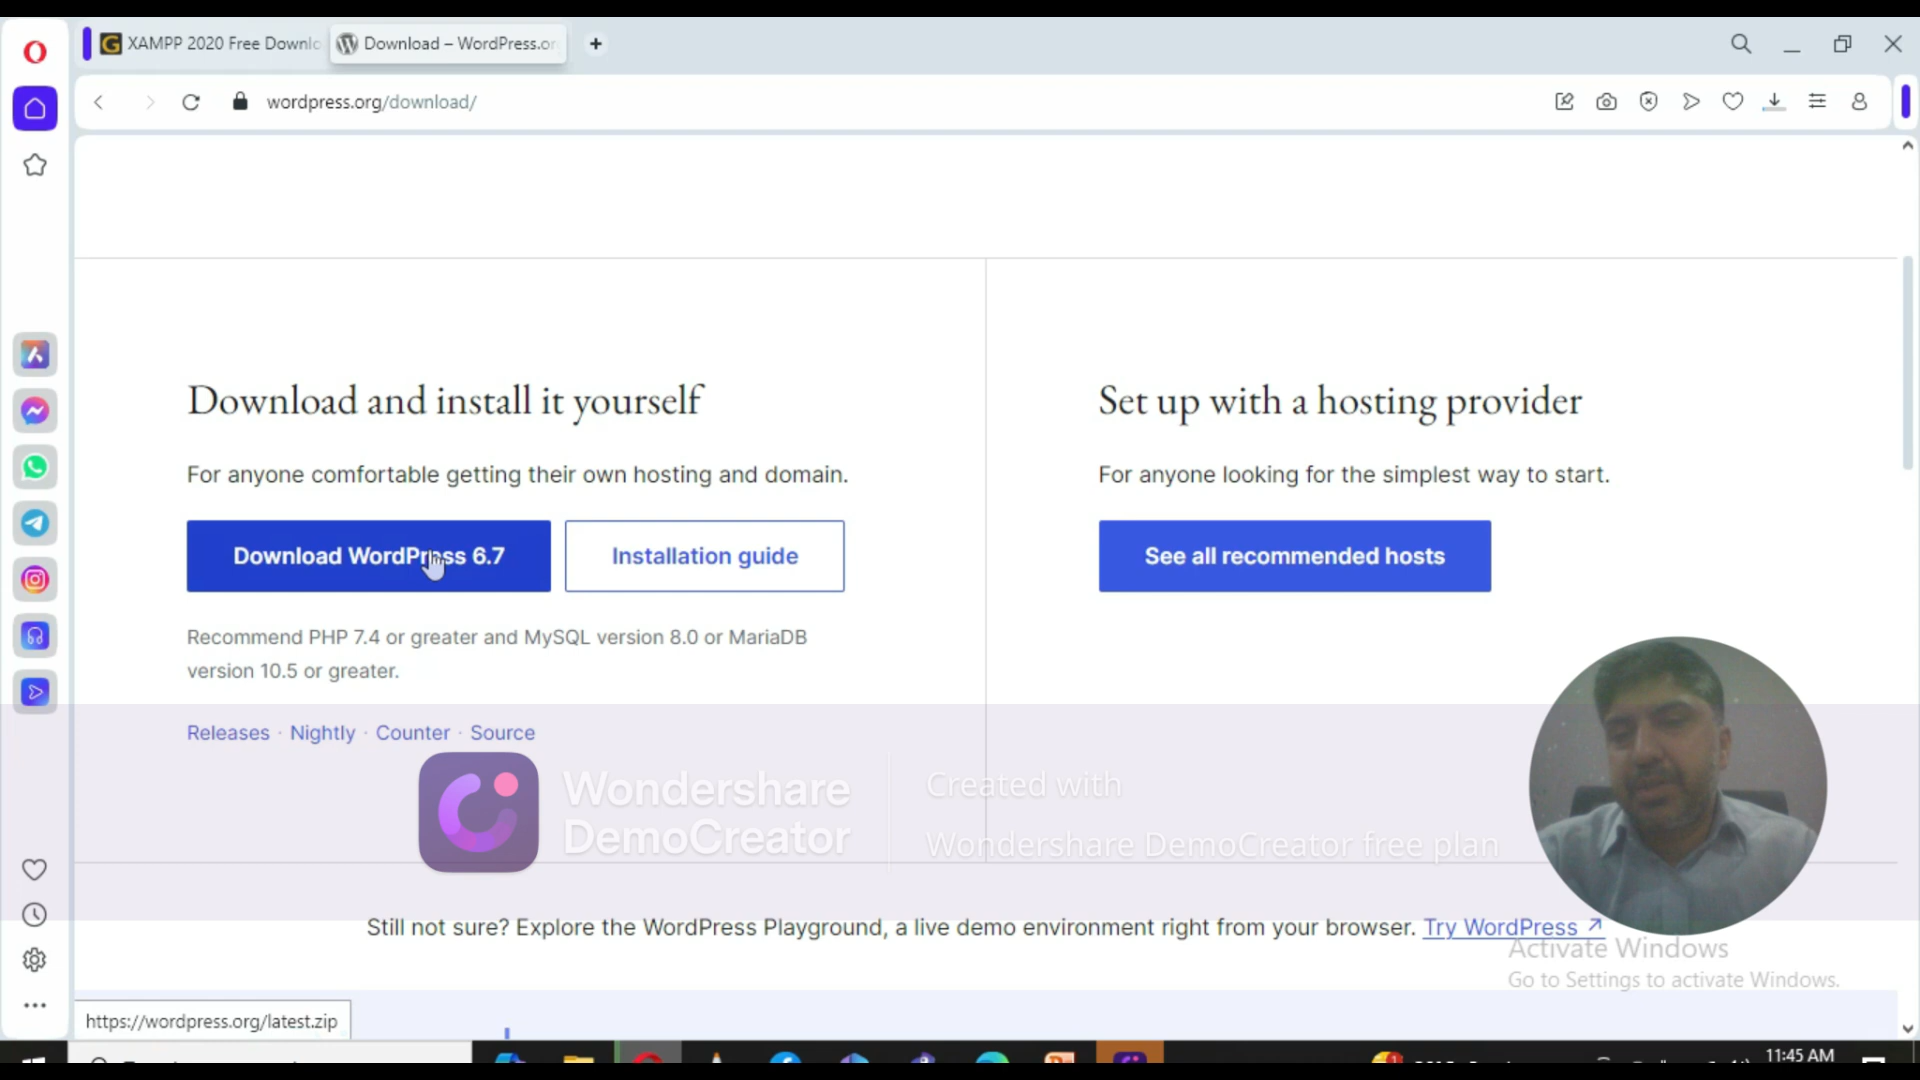 XAMPP 2020 Free Downlo
Download – WordPress.or
wordpress.org/download/
Download and install it yourself
For anyone comfortable getting their own hosting and domain.
Download WordPress 6.7
Installation guide
Recommend PHP 7.4 or greater and MySQL version 8.0 or MariaDB
version 10.5 or greater.
Releases · Nightly · Counter · Source
Set up with a hosting provider
For anyone looking for the simplest way to start.
See all recommended hosts
Wondershare
DemoCreator
Created with
Wondershare DemoCreator free plan
Still not sure? Explore the WordPress Playground, a live demo environment right from your browser. Try WordPress ↗
Activate Windows
Go to Settings to activate Windows.
https://wordpress.org/latest.zip
11:45 AM